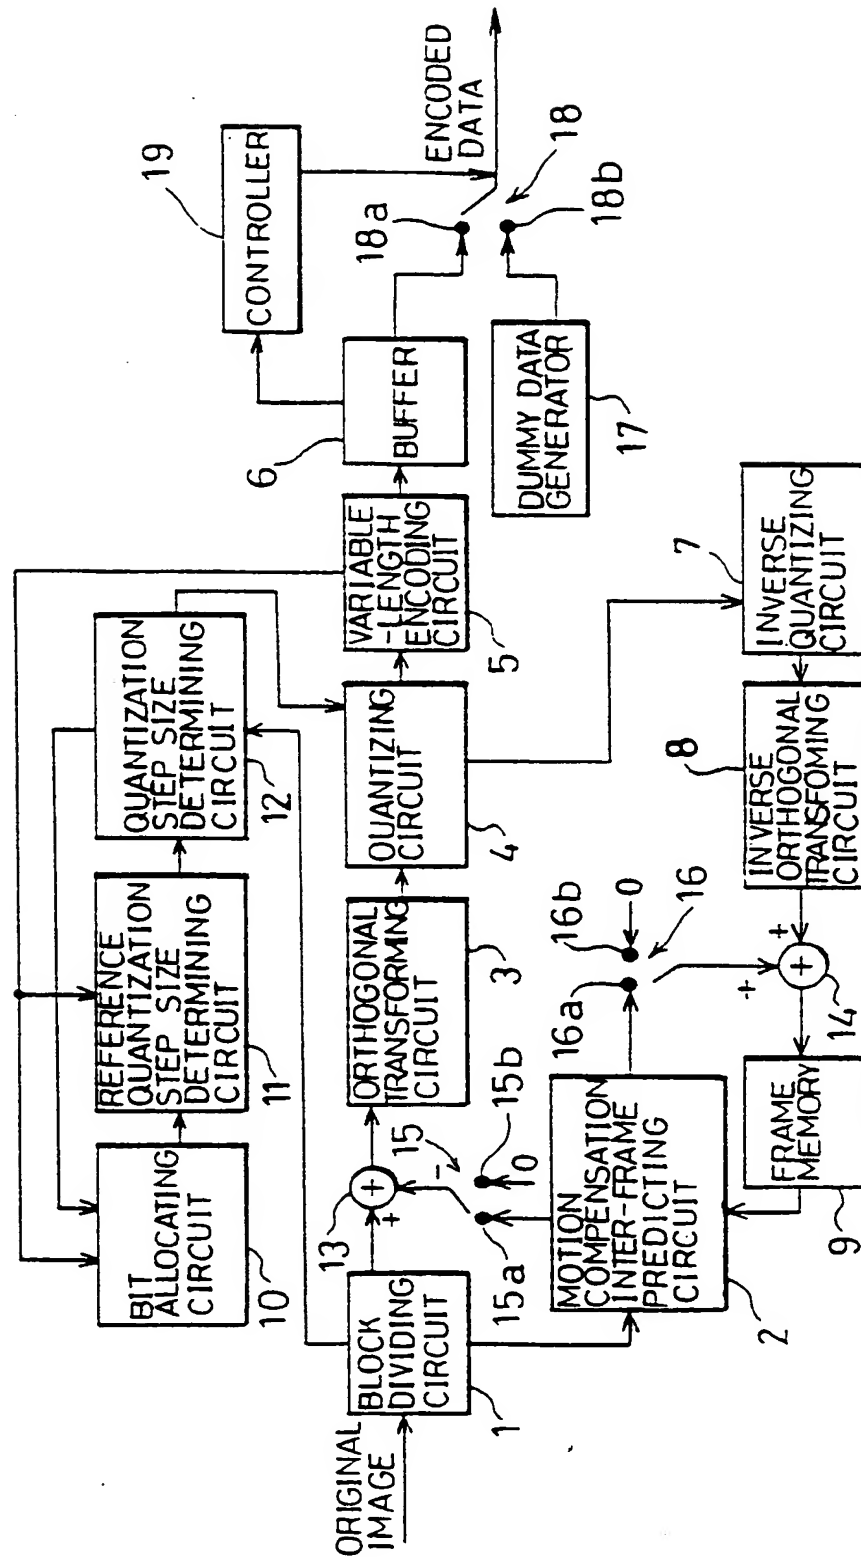 ORIGINAL
IMAGE
BLOCK
DIVIDING
CIRCUIT
1
BIT
ALLOCATING
CIRCUIT
10
REFERENCE
QUANTIZATION
STEP SIZE
DETERMINING
CIRCUIT
11
QUANTIZATION
STEP SIZE
DETERMINING
CIRCUIT
12
CONTROLLER
19
13
+
+
-
15
15a
15b
0
ORTHOGONAL
TRANSFORMING
CIRCUIT
3
QUANTIZING
CIRCUIT
4
VARIABLE
-LENGTH
ENCODING
CIRCUIT
5
BUFFER
6
18a
18b
18
ENCODED
DATA
DUMMY DATA
GENERATOR
17
MOTION
COMPENSATION
INTER-FRAME
PREDICTING
CIRCUIT
2
16a
16b
0
16
FRAME
MEMORY
9
+
+
+
14
INVERSE
ORTHOGONAL
TRANSFOMING
CIRCUIT
8
INVERSE
QUANTIZING
CIRCUIT
7